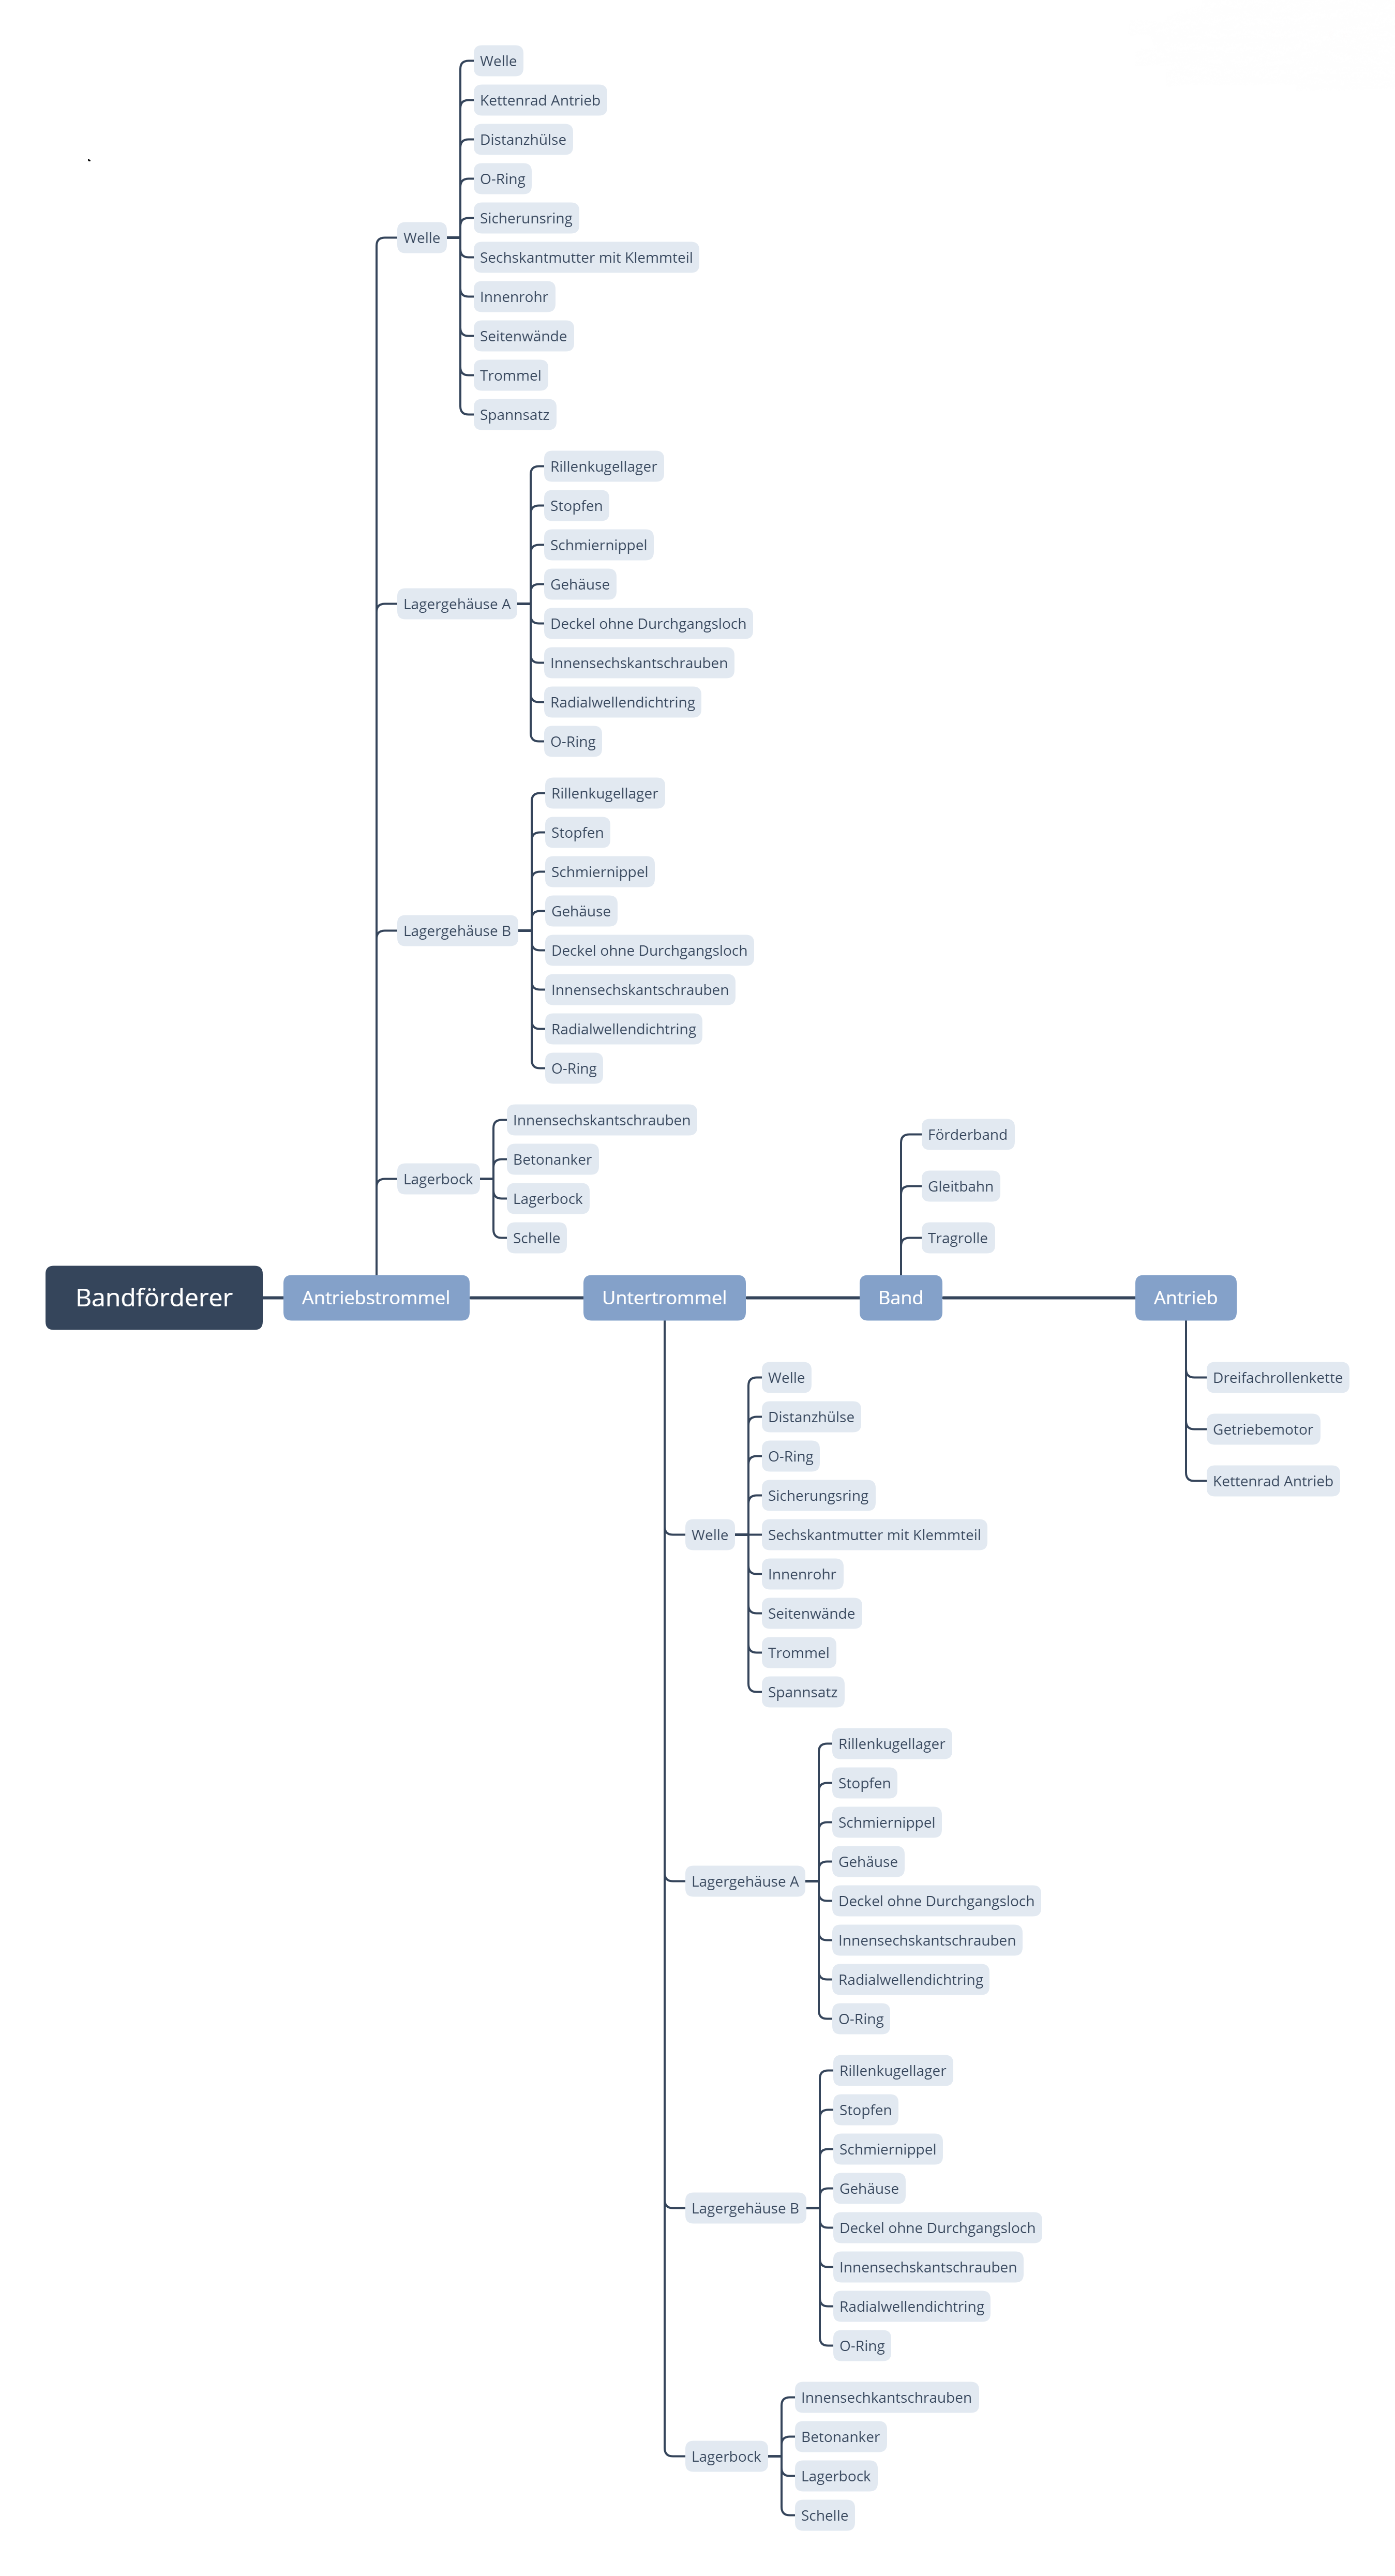 Welle
Kettenrad Antrieb
Distanzhülse
O-Ring
Sicherunsring
Welle
Sechskantmutter mit Klemmteil
Innenrohr
Seitenwände
Trommel
Spannsatz
Rillenkugellager
Stopfen
Schmiernippel
Gehäuse
Lagergehäuse A
Deckel ohne Durchgangsloch
Innensechskantschrauben
Radialwellendichtring
O-Ring
Rillenkugellager
Stopfen
Schmiernippel
Gehäuse
Lagergehäuse B
Deckel ohne Durchgangsloch
Innensechskantschrauben
Radialwellendichtring
O-Ring
Innensechskantschrauben
Betonanker
Lagerbock
Lagerbock
Schelle
Förderband
Gleitbahn
Tragrolle
Bandförderer
Antriebstrommel
Untertrommel
Band
Antrieb
Dreifachrollenkette
Getriebemotor
Kettenrad Antrieb
Welle
Distanzhülse
O-Ring
Sicherungsring
Welle
Sechskantmutter mit Klemmteil
Innenrohr
Seitenwände
Trommel
Spannsatz
Rillenkugellager
Stopfen
Schmiernippel
Gehäuse
Lagergehäuse A
Deckel ohne Durchgangsloch
Innensechskantschrauben
Radialwellendichtring
O-Ring
Rillenkugellager
Stopfen
Schmiernippel
Gehäuse
Lagergehäuse B
Deckel ohne Durchgangsloch
Innensechskantschrauben
Radialwellendichtring
O-Ring
Innensechkantschrauben
Betonanker
Lagerbock
Lagerbock
Schelle